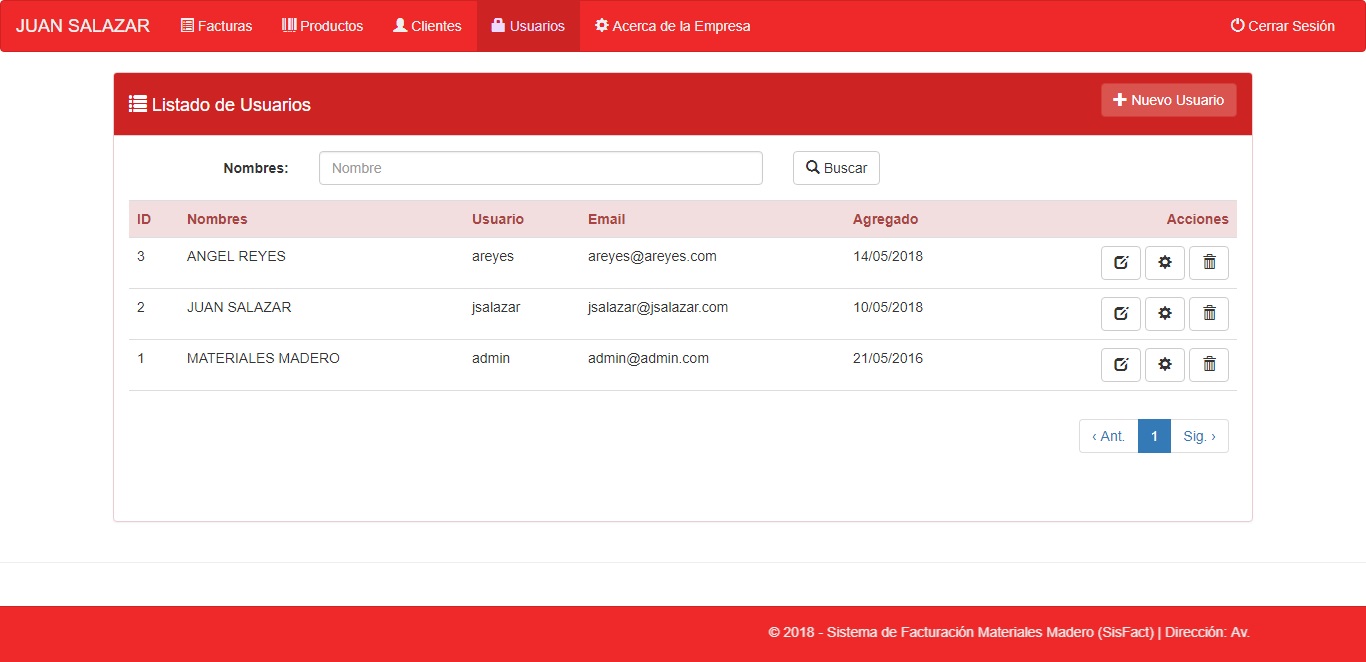 JUAN SALAZAR Facturas Productos Clientes Usuarios Acerca de la Empresa Cerrar Sesión
Listado de Usuarios Nuevo Usuario
Nombres: Nombre Buscar
ID Nombres Usuario Email Agregado Acciones
3 ANGEL REYES areyes areyes@areyes.com 14/05/2018
2 JUAN SALAZAR jsalazar jsalazar@jsalazar.com 10/05/2018
1 MATERIALES MADERO admin admin@admin.com 21/05/2016
‹ Ant. 1 Sig. ›
© 2018 - Sistema de Facturación Materiales Madero (SisFact) | Dirección: Av.